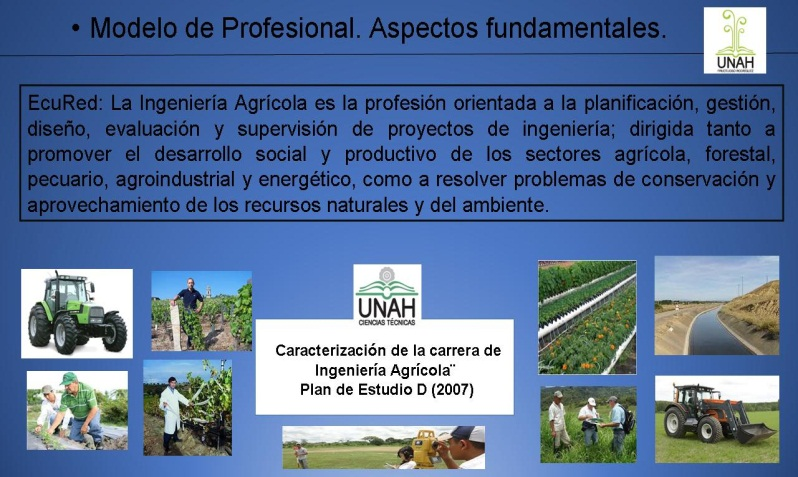 • Modelo de Profesional. Aspectos fundamentales.
UNAH
EcuRed: La Ingeniería Agrícola es la profesión orientada a la planificación, gestión,
diseño, evaluación y supervisión de proyectos de ingeniería; dirigida tanto a
promover el desarrollo social y productivo de los sectores agrícola, forestal,
pecuario, agroindustrial y energético, como a resolver problemas de conservación y
aprovechamiento de los recursos naturales y del ambiente.
UNAH
CIENCIAS TÉCNICAS
Caracterización de la carrera de
Ingeniería Agrícola¨
Plan de Estudio D (2007)